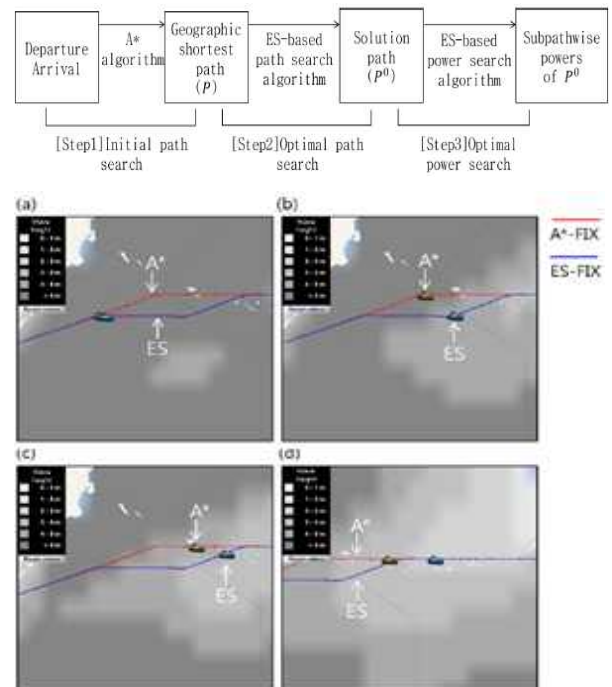 Departure
Arrival
A*
algorithm
Geographic
shortest
path
(P)
ES-based
path search
algorithm
Solution
path
(P⁰)
ES-based
power search
algorithm
Subpathwise
powers
of P⁰
[Step1]Initial path
search
[Step2]Optimal path
search
[Step3]Optimal
power search
(a)
A*
ES
(b)
A*
ES
A*-FIX
ES-FIX
(c)
A*
ES
(d)
A*
ES